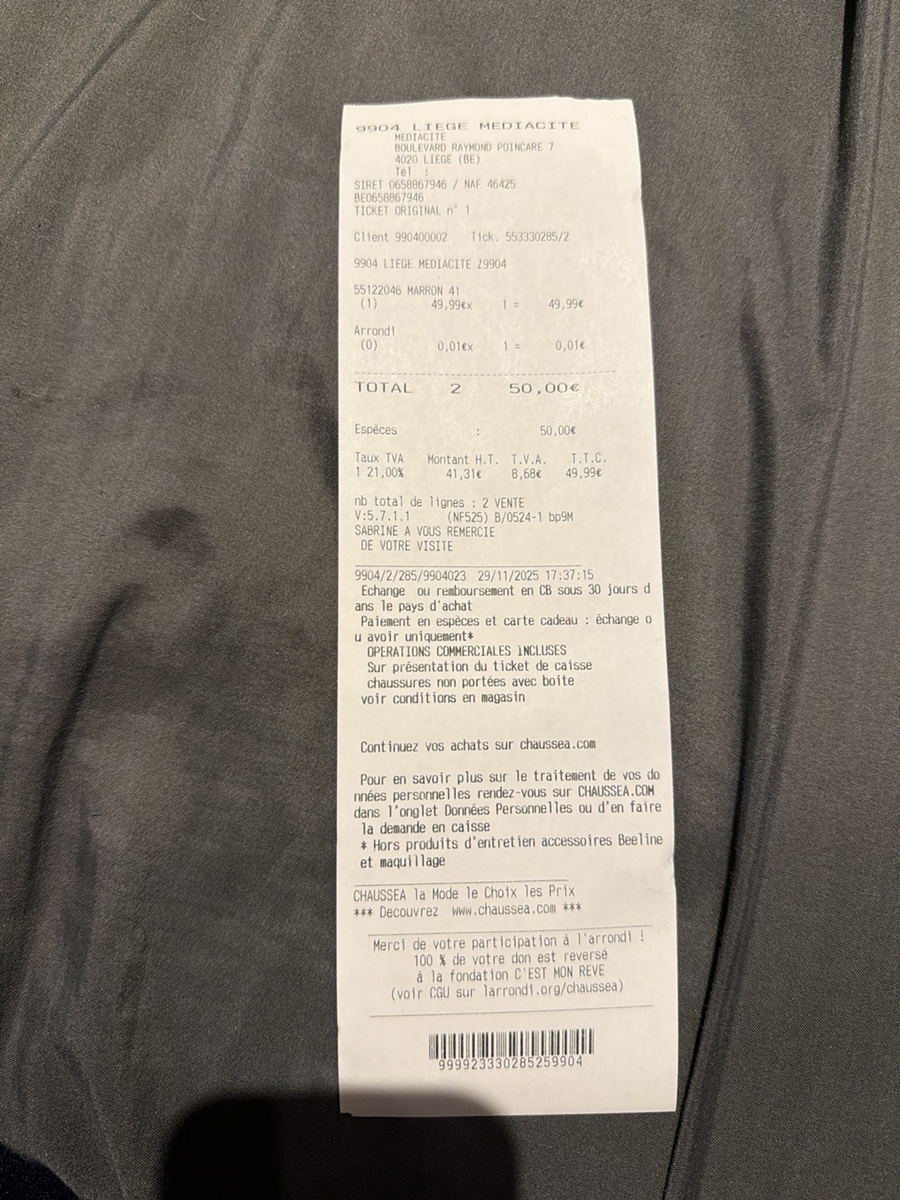 9904 LIEGE MEDIACITE
MEDIACITE
BOULEVARD RAYMOND POINCARE 7
4020 LIEGE (BE)
Tel :
SIRET 0658867946 / NAF 46425
BE0658867946
TICKET ORIGINAL n° 1
Client 990400002 Tick. 553330285/2
9904 LIEGE MEDIACITE Z9904
55122046 MARRON 41
(1) 49,99€x 1 = 49,99€
Arrondi
(0) 0,01€x 1 = 0,01€
TOTAL 2 50,00€
Espèces : 50,00€
Taux TVA Montant H.T. T.V.A. T.T.C.
1 21,00% 41,31€ 8,68€ 49,99€
nb total de lignes : 2 VENTE
V:5.7.1.1 (NF525) B/0524-1 bp9M
SABRINE A VOUS REMERCIE
DE VOTRE VISITE
9904/2/285/9904023 29/11/2025 17:37:15
Echange ou remboursement en CB sous 30 jours d
ans le pays d'achat
Paiement en espèces et carte cadeau : échange o
u avoir uniquement*
OPERATIONS COMMERCIALES INCLUSES
Sur présentation du ticket de caisse
chaussures non portées avec boite
voir conditions en magasin
Continuez vos achats sur chaussea.com
Pour en savoir plus sur le traitement de vos do
nnées personnelles rendez-vous sur CHAUSSEA.COM
dans l'onglet Données Personnelles ou d'en faire
la demande en caisse
* Hors produits d'entretien accessoires Beeline
et maquillage
CHAUSSEA la Mode le Choix les Prix
*** Decouvrez www.chaussea.com ***
Merci de votre participation à l'arrondi !
100 % de votre don est reversé
à la fondation C'EST MON REVE
(voir CGU sur larrondi.org/chaussea)
999923330285259904